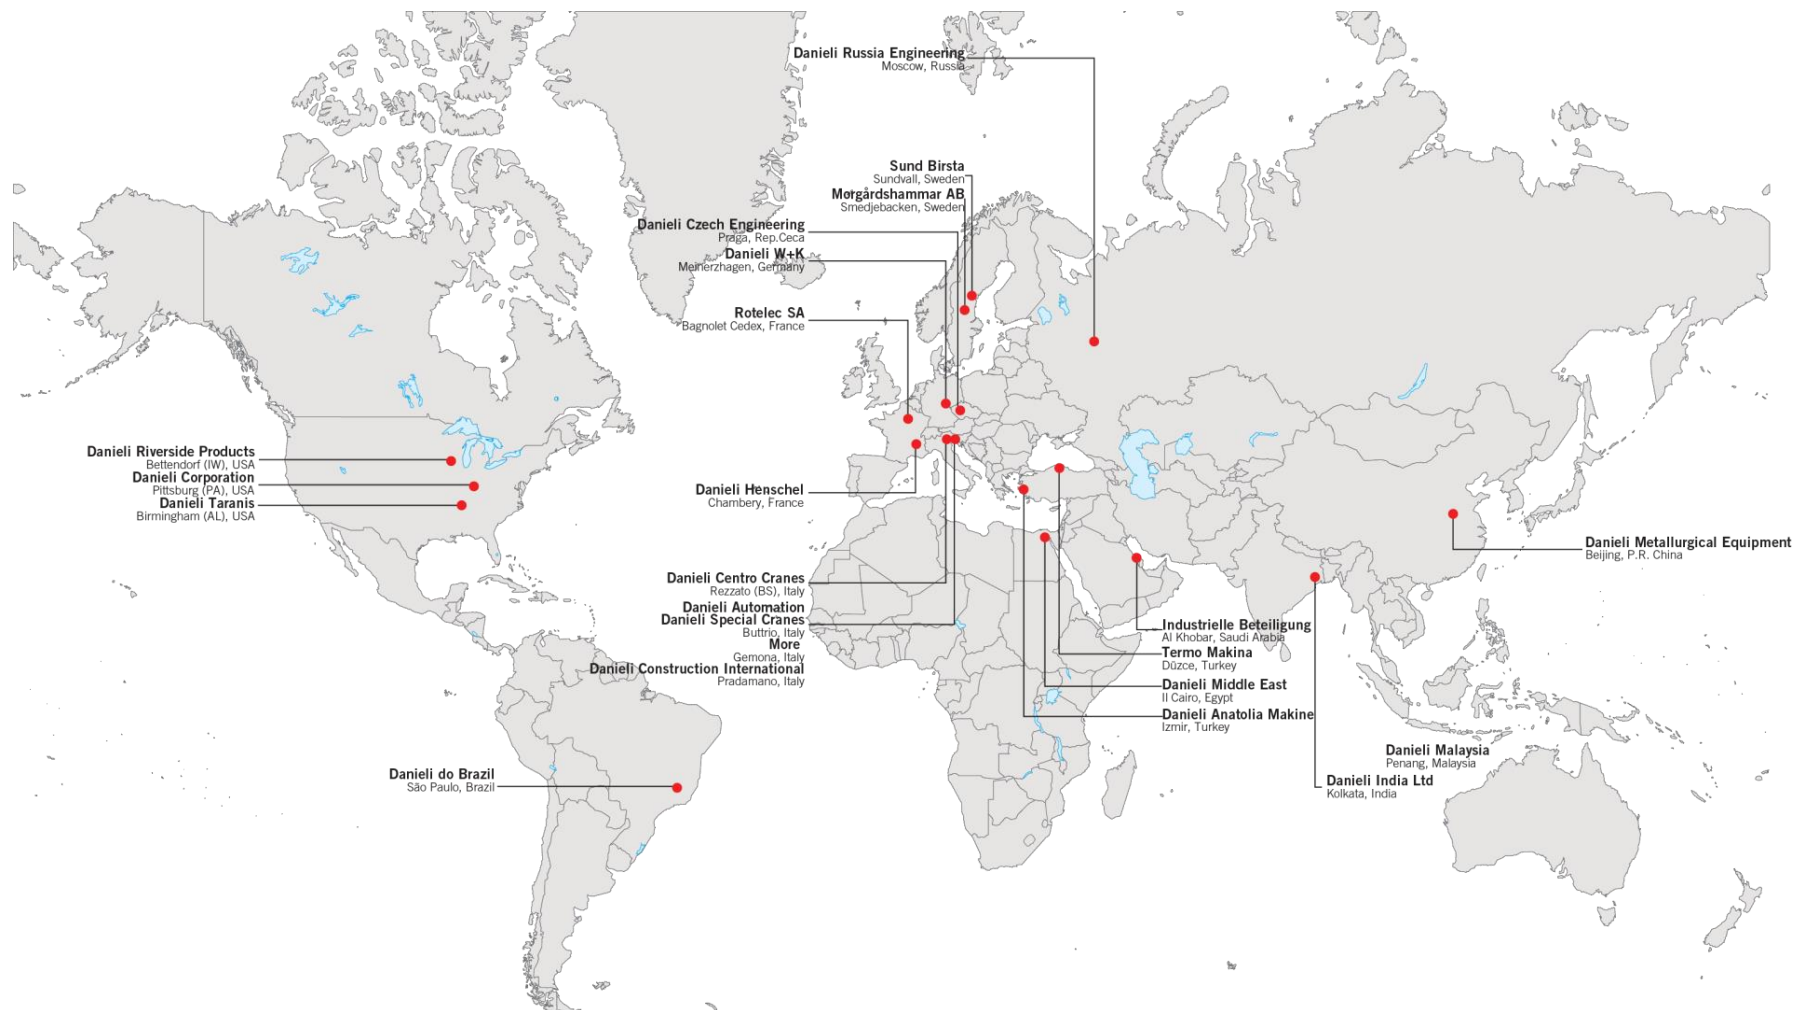 Danieli Russia Engineering
Moscow, Russia
Sund Birsta
Sundvall, Sweden
Morgårdshammar AB
Smedjebacken, Sweden
Danieli Czech Engineering
Praga, Rep.Ceca
Danieli W+K
Meinerzhagen, Germany
Rotelec SA
Bagnolet Cedex, France
Danieli Riverside Products
Bettendorf (IW), USA
Danieli Corporation
Pittsburg (PA), USA
Danieli Taranis
Birmingham (AL), USA
Danieli Henschel
Chambery, France
Danieli Metallurgical Equipment
Beijing, P.R. China
Danieli Centro Cranes
Rezzato (BS), Italy
Danieli Automation
Danieli Special Cranes
Buttrio, Italy
More
Gemona, Italy
Danieli Construction International
Pradamano, Italy
Industrielle Beteiligung
Al Khobar, Saudi Arabia
Termo Makina
Düzce, Turkey
Danieli Middle East
Il Cairo, Egypt
Danieli Anatolia Makine
Izmir, Turkey
Danieli Malaysia
Penang, Malaysia
Danieli India Ltd
Kolkata, India
Danieli do Brazil
São Paulo, Brazil